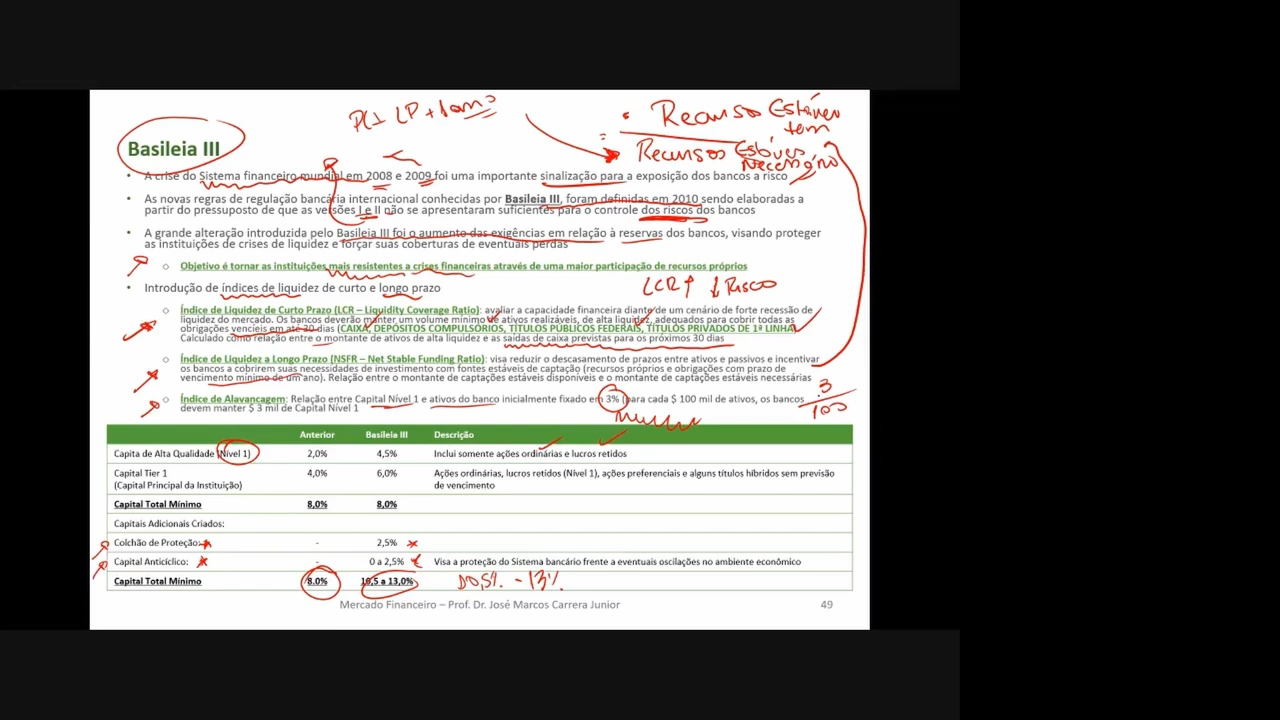 PL + LP + 1 ano
Recurso Estáveis
tem
Recursos Estáveis
Necessário
Basileia III
• A crise do Sistema financeiro mundial em 2008 e 2009 foi uma importante sinalização para a exposição dos bancos a risco
• As novas regras de regulação bancária internacional conhecidas por Basileia III, foram definidas em 2010 sendo elaboradas a
partir do pressuposto de que as versões I e II não se apresentaram suficientes para o controle dos riscos dos bancos
• A grande alteração introduzida pelo Basileia III foi o aumento das exigências em relação à reservas dos bancos, visando proteger
as instituições de crises de liquidez e forçar suas coberturas de eventuais perdas
○ Objetivo é tornar as instituições mais resistentes a crises financeiras através de uma maior participação de recursos próprios
• Introdução de índices de liquidez de curto e longo prazo
LCR↑ ↓Risco
○ Índice de Liquidez de Curto Prazo (LCR – Liquidity Coverage Ratio): avaliar a capacidade financeira diante de um cenário de forte recessão de
liquidez do mercado. Os bancos deverão manter um volume mínimo de ativos realizáveis, de alta liquidez, adequados para cobrir todas as
obrigações vencíeis em até 30 dias (CAIXA, DEPÓSITOS COMPULSÓRIOS, TÍTULOS PÚBLICOS FEDERAIS, TÍTULOS PRIVADOS DE 1ª LINHA)
Calculado como relação entre o montante de ativos de alta liquidez e as saídas de caixa previstas para os próximos 30 dias
○ Índice de Liquidez a Longo Prazo (NSFR – Net Stable Funding Ratio): visa reduzir o descasamento de prazos entre ativos e passivos e incentivar
os bancos a cobrirem suas necessidades de investimento com fontes estáveis de captação (recursos próprios e obrigações com prazo de
vencimento mínimo de um ano). Relação entre o montante de captações estáveis disponíveis e o montante de captações estáveis necessárias
○ Índice de Alavancagem: Relação entre Capital Nível 1 e ativos do banco inicialmente fixado em 3% (para cada $ 100 mil de ativos, os bancos
devem manter $ 3 mil de Capital Nível 1
3
100
Anterior Basileia III Descrição
Capita de Alta Qualidade (Nível 1) 2,0% 4,5% Inclui somente ações ordinárias e lucros retidos
Capital Tier 1 4,0% 6,0% Ações ordinárias, lucros retidos (Nível 1), ações preferenciais e alguns títulos híbridos sem previsão
(Capital Principal da Instituição) de vencimento
Capital Total Mínimo 8,0% 8,0%
Capitais Adicionais Criados:
Colchão de Proteção: - 2,5%
Capital Anticíclico: - 0 a 2,5% Visa a proteção do Sistema bancário frente a eventuais oscilações no ambiente econômico
Capital Total Mínimo 8.0% 10,5 a 13,0% 10,5% - 13%
Mercado Financeiro – Prof. Dr. José Marcos Carrera Junior 49